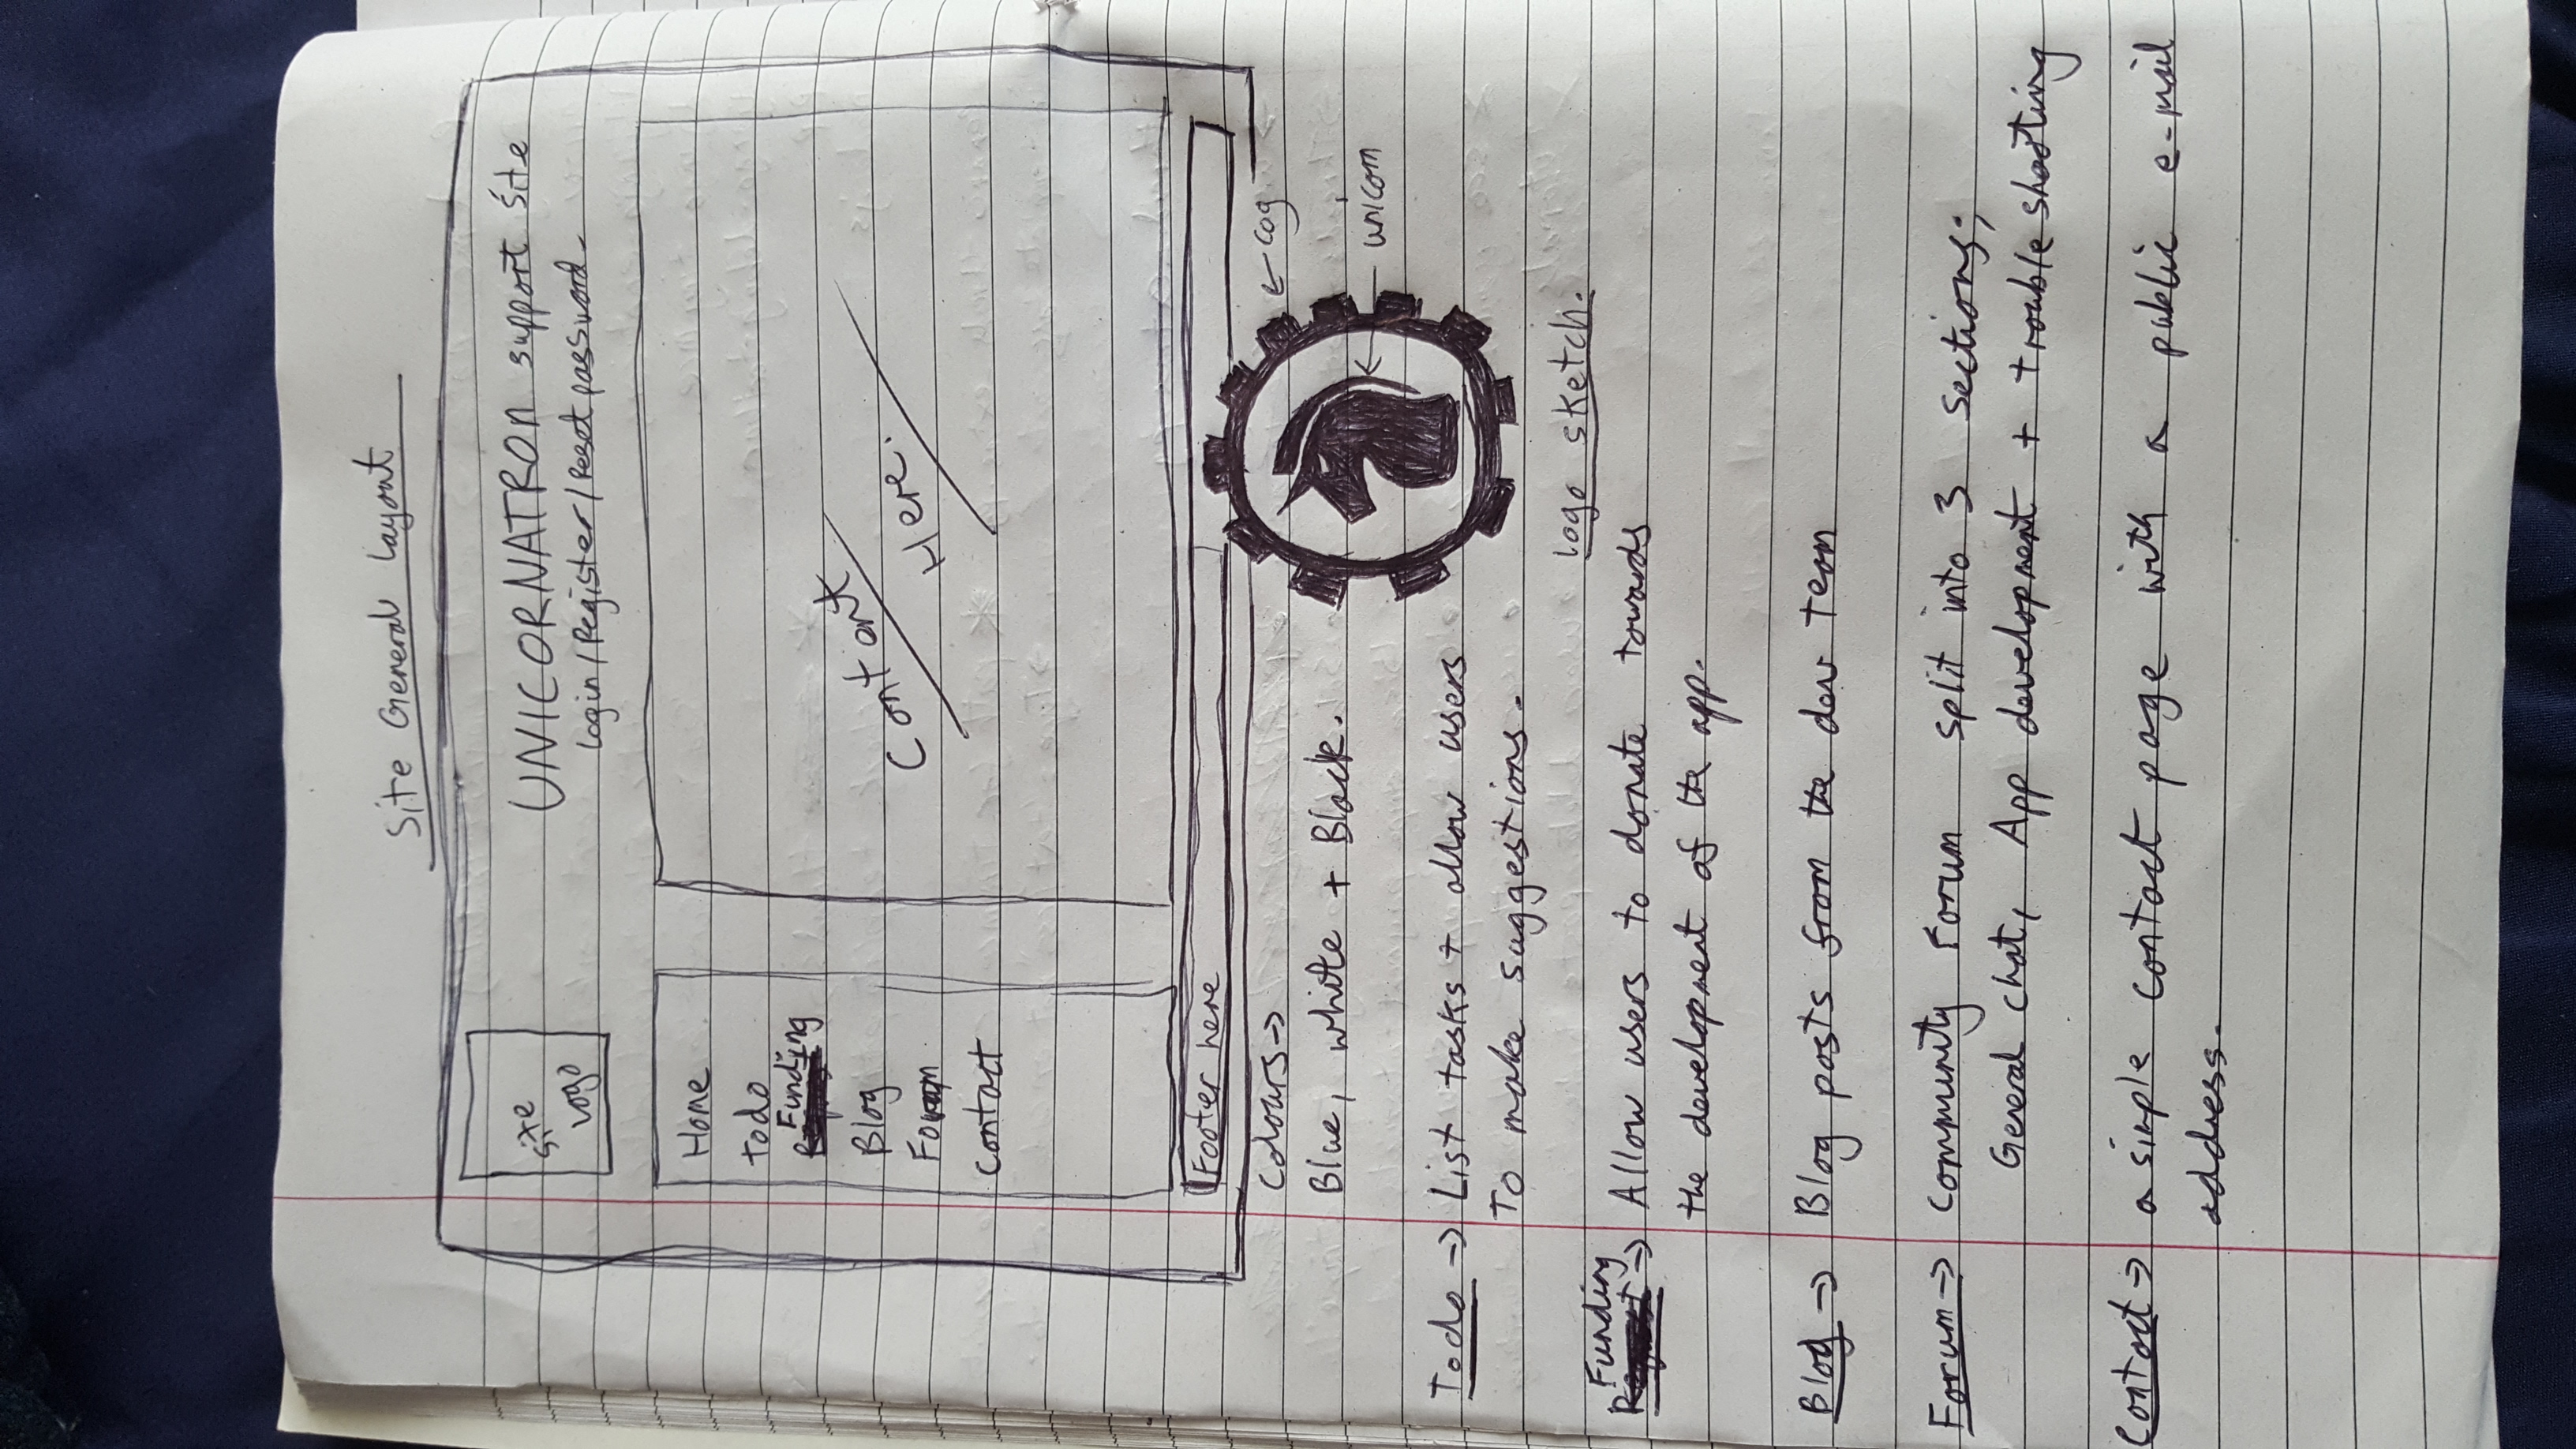 Site General Layout
site
logo
UNICORNATRON support site
Login / Register / Reset password.
Home
todo
Funding
Blog
Forum
Contact
Content
Here.
Footer here
Colours→
Blue, white + Black.
← cog
← unicorn
logo sketch.
Todo → List tasks + allow users
To make suggestions.
Funding
→ Allow users to donate towards
the development of the app.
Blog → Blog posts from the dev team
Forum → Community Forum split into 3 sections;
General chat, App development + trouble shooting
Contact → a simple contact page with a public e-mail
address.